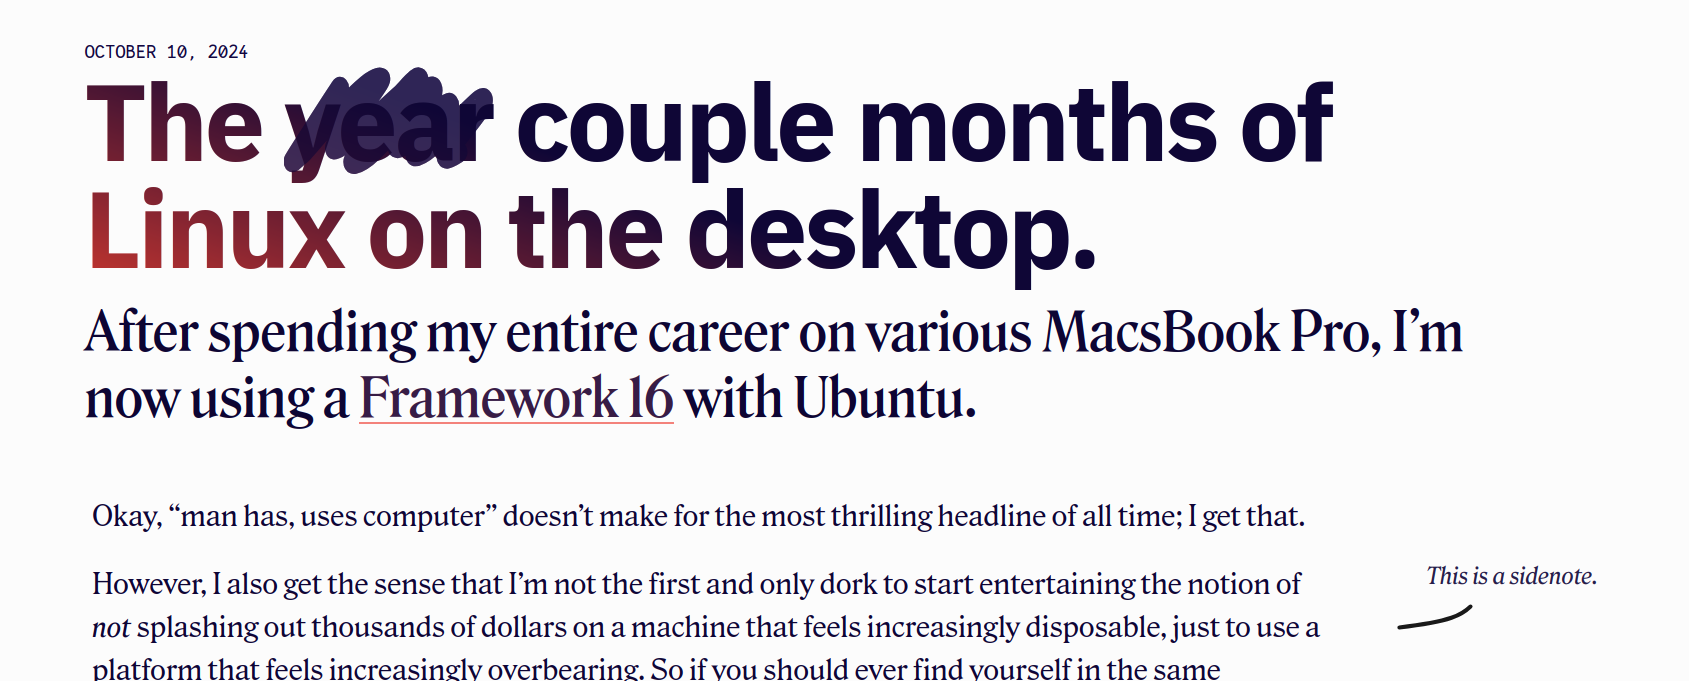 OCTOBER 10, 2024
The year couple months of
Linux on the desktop.
After spending my entire career on various MacsBook Pro, I’m
now using a Framework 16 with Ubuntu.
Okay, “man has, uses computer” doesn’t make for the most thrilling headline of all time; I get that.
However, I also get the sense that I’m not the first and only dork to start entertaining the notion of
not splashing out thousands of dollars on a machine that feels increasingly disposable, just to use a
platform that feels increasingly overbearing. So if you should ever find yourself in the same
This is a sidenote.